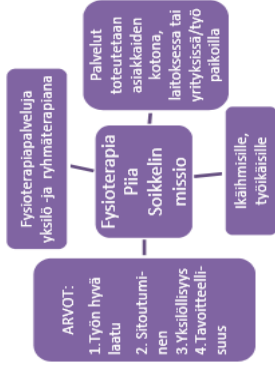 Fysioterapiapalveluja
yksilö -ja ryhmäterapiana
ARVOT:
1.Työn hyvä
laatu
2. Sitoutumi-
nen
3.Yksilöllisyys
4.Tavoitteelli-
suus
Fysioterapia
Piia
Soikkelin
missio
Palvelut
toteutetaan
asiakkaiden
kotona,
laitoksessa tai
yrityksissä/työ
paikoilla
Ikäihmisille,
työikäisille